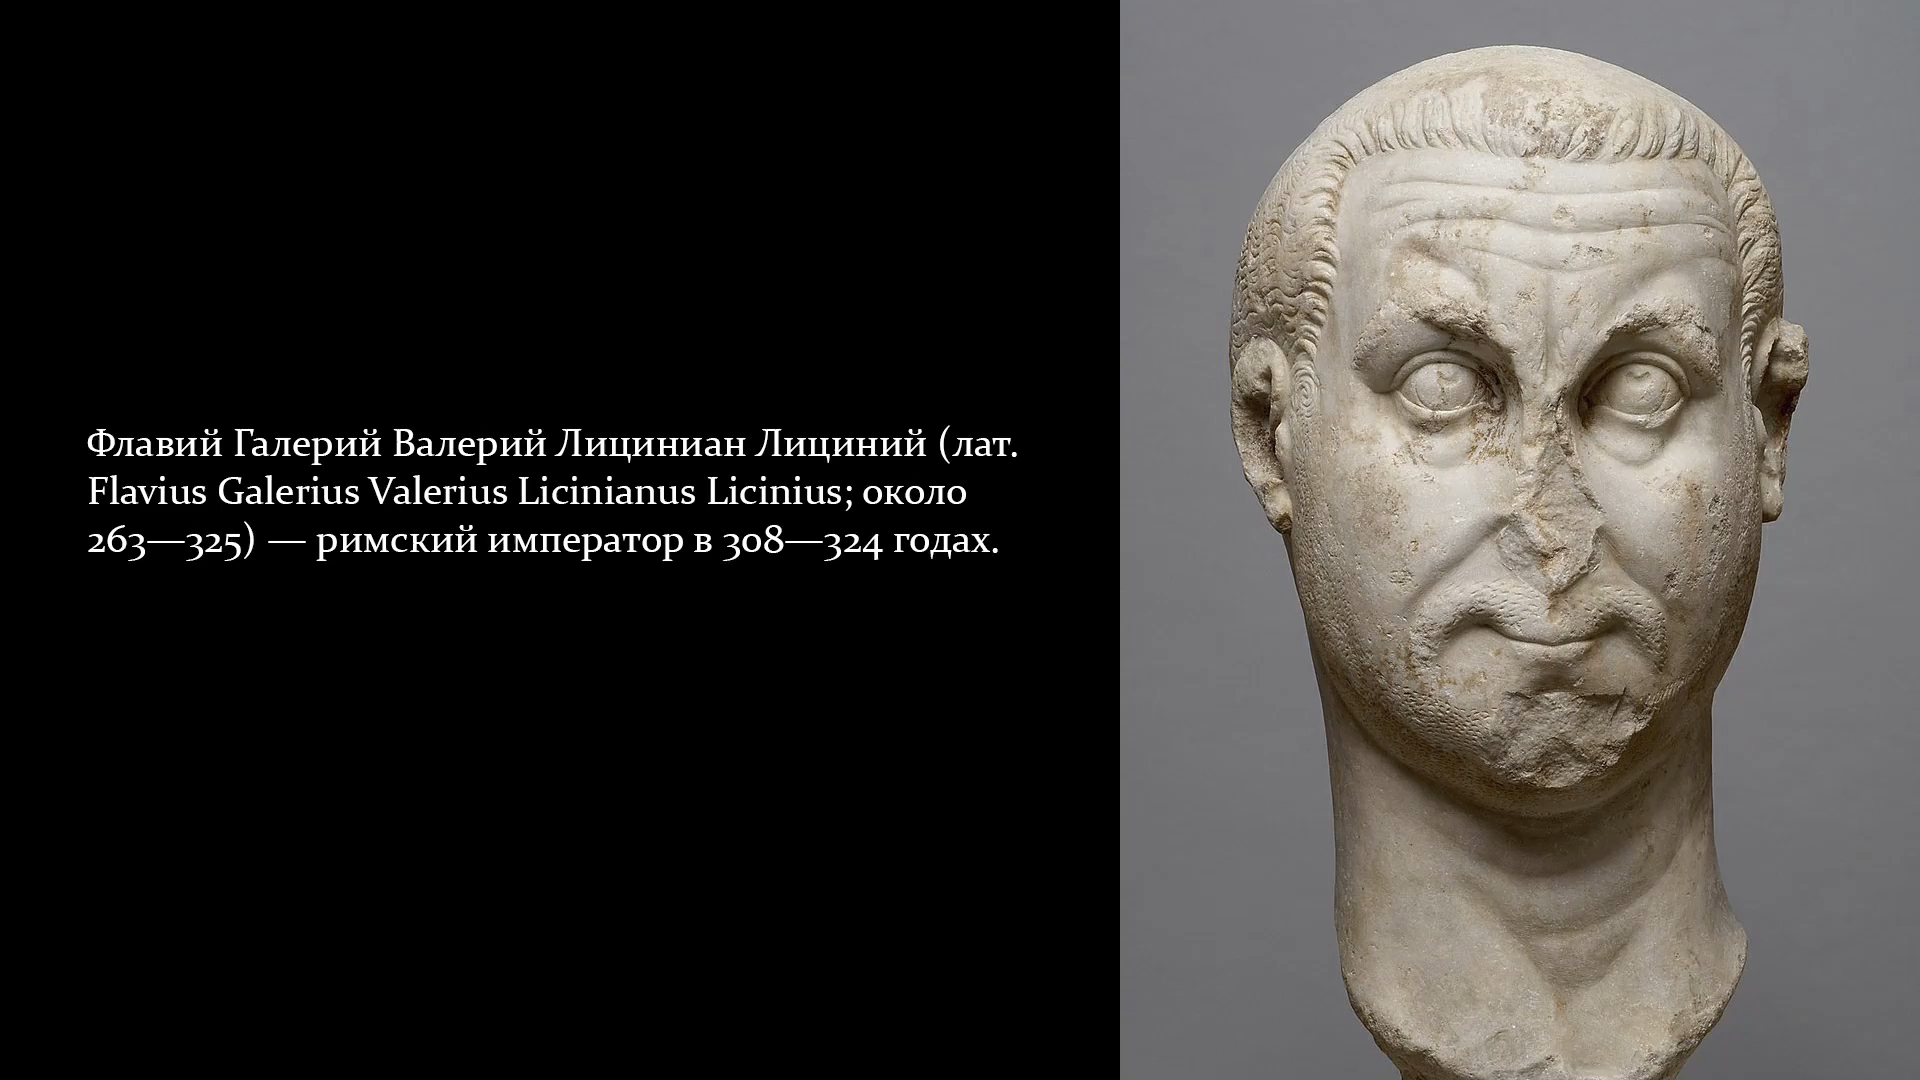 Флавий Галерий Валерий Лициниан Лициний (лат.
Flavius Galerius Valerius Licinianus Licinius; около
263—325) — римский император в 308—324 годах.